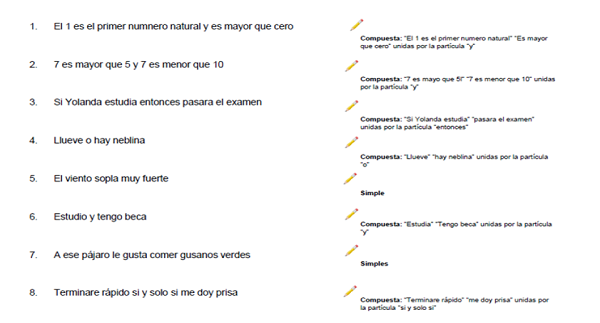 1. El 1 es el primer numnero natural y es mayor que cero
Compuesta: "El 1 es el primer numero natural" "Es mayor
que cero" unidas por la partícula "y"
2. 7 es mayor que 5 y 7 es menor que 10
Compuesta: "7 es mayo que 5!" "7 es menor que 10" unidas
por la partícula "y"
3. Si Yolanda estudia entonces pasara el examen
Compuesta: "Si Yolanda estudia" "pasara el examen"
unidas por la partícula "entonces"
4. Llueve o hay neblina
Compuesta: "Llueve" "hay neblina" unidas por la partícula
"o"
5. El viento sopla muy fuerte
Simple
6. Estudio y tengo beca
Compuesta: "Estudia" "Tengo beca" unidas por la partícula
"y"
7. A ese pájaro le gusta comer gusanos verdes
Simples
8. Terminare rápido si y solo si me doy prisa
Compuesta: "Terminare rápido" "me doy prisa" unidas por
la partícula "si y solo si"